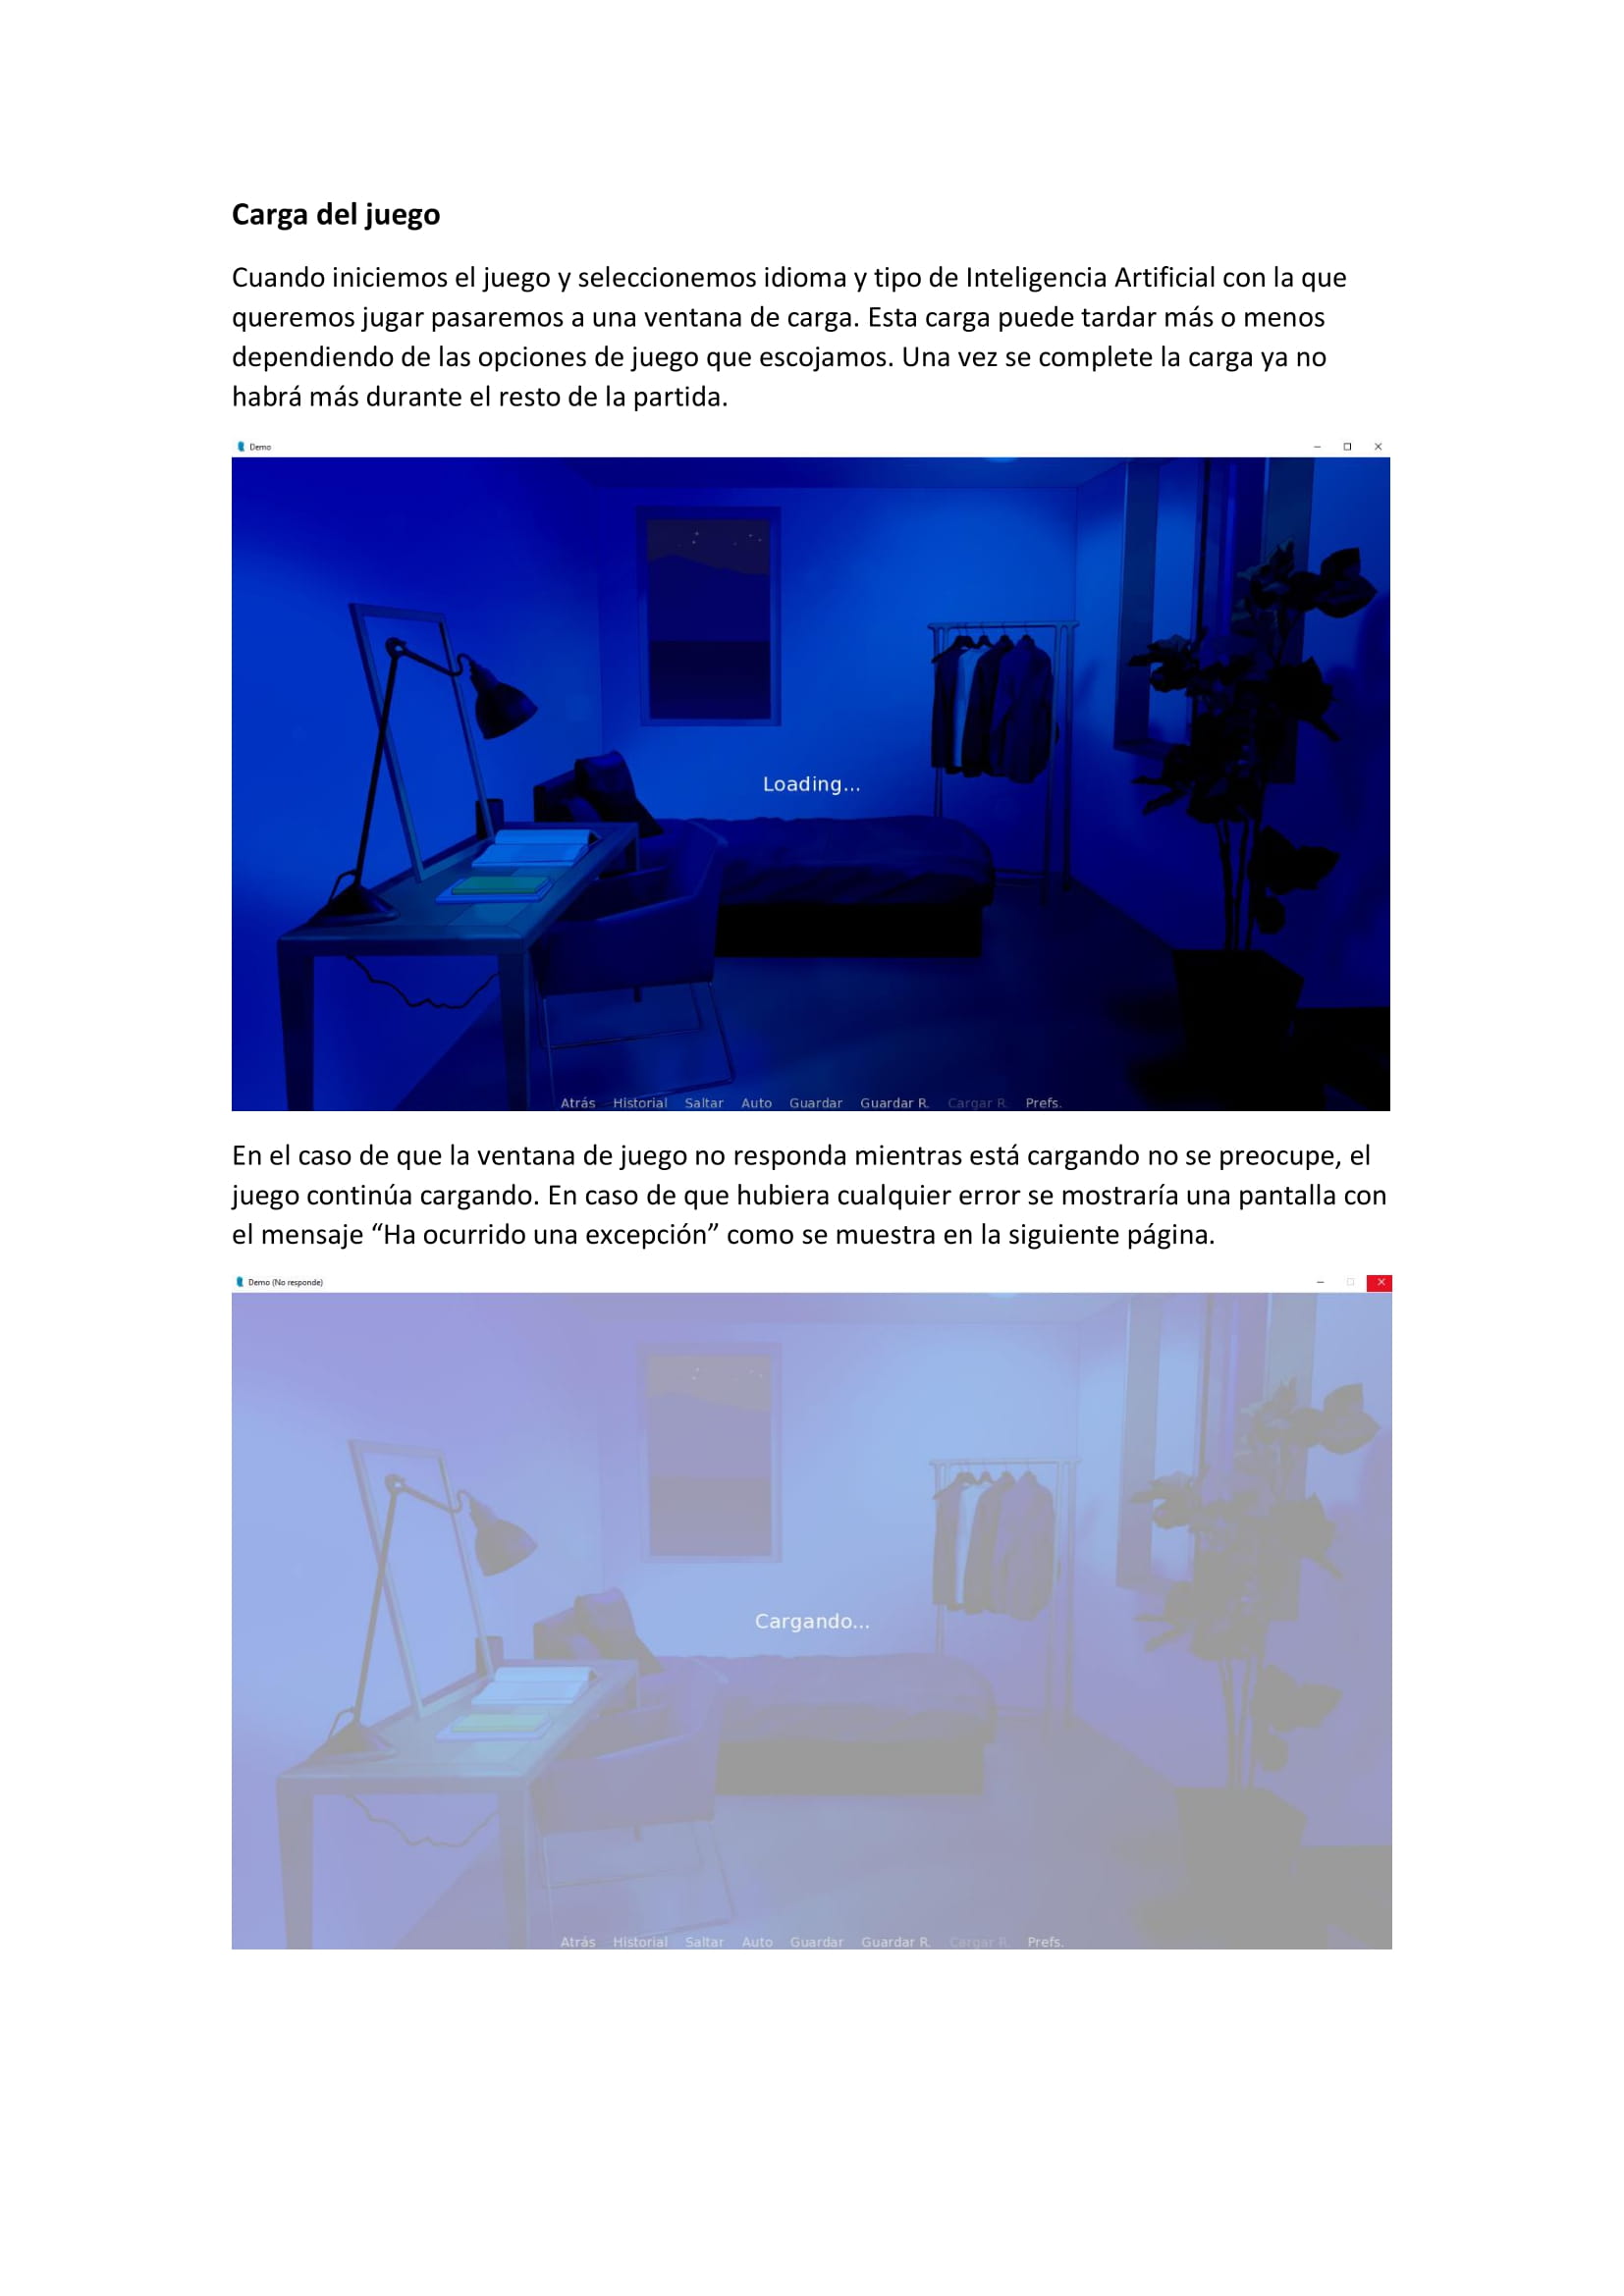 Carga del juego
Cuando iniciemos el juego y seleccionemos idioma y tipo de Inteligencia Artificial con la que
queremos jugar pasaremos a una ventana de carga. Esta carga puede tardar más o menos
dependiendo de las opciones de juego que escojamos. Una vez se complete la carga ya no
habrá más durante el resto de la partida.
Demo
Loading...
Atrás Historial Saltar Auto Guardar Guardar R. Cargar R. Prefs.
En el caso de que la ventana de juego no responda mientras está cargando no se preocupe, el
juego continúa cargando. En caso de que hubiera cualquier error se mostraría una pantalla con
el mensaje “Ha ocurrido una excepción” como se muestra en la siguiente página.
Demo (No responde)
Cargando...
Atrás Historial Saltar Auto Guardar Guardar R. Cargar R. Prefs.